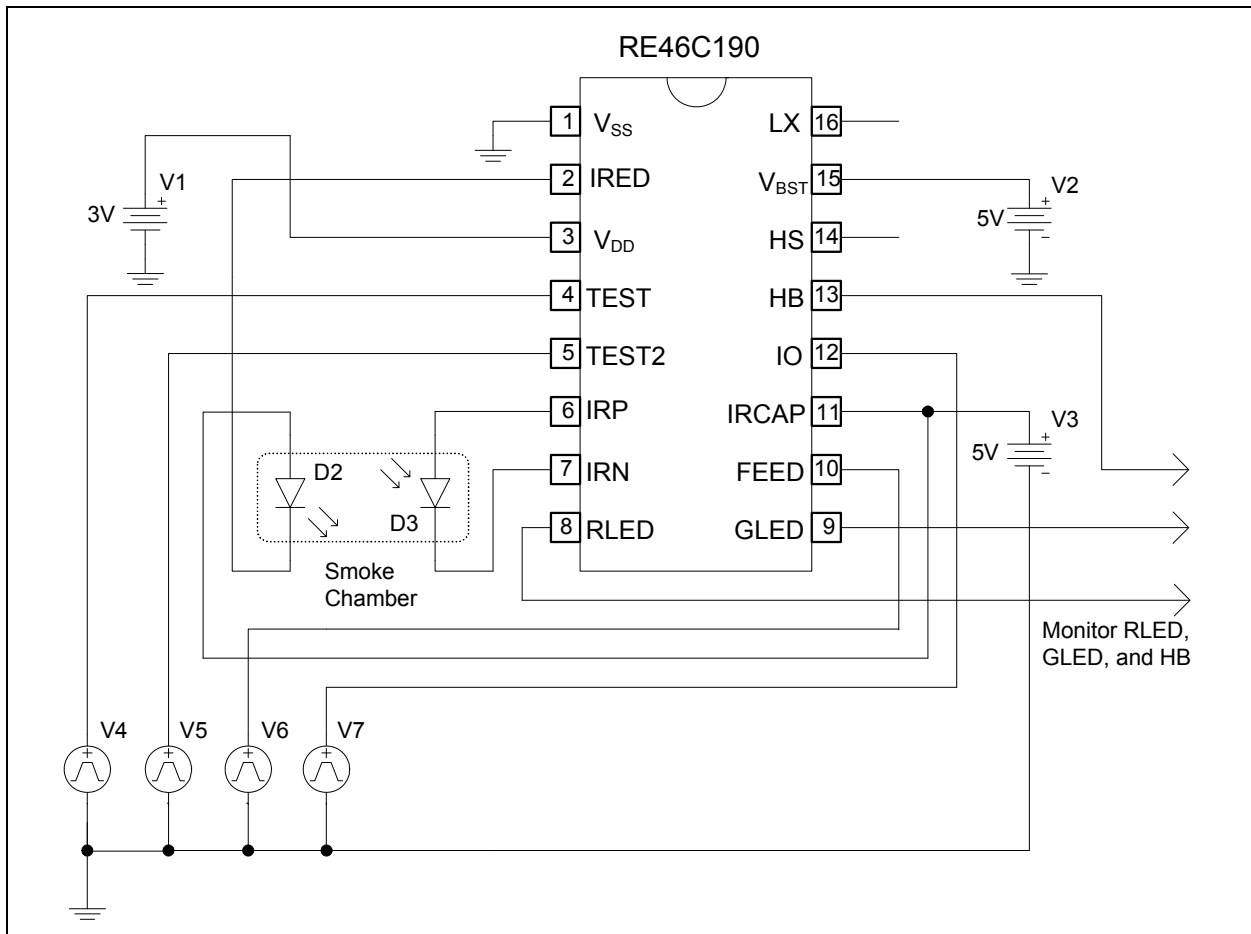 RE46C190
1 VSS
LX 16
2 IRED
VBST 15
V1
+
3V
V2
+
5V
-
3 VDD
HS 14
4 TEST
HB 13
5 TEST2
IO 12
6 IRP
IRCAP 11
V3
+
5V
-
7 IRN
FEED 10
D2
D3
8 RLED
GLED 9
Smoke
Chamber
Monitor RLED,
GLED, and HB
V4
+
V5
+
V6
+
V7
+